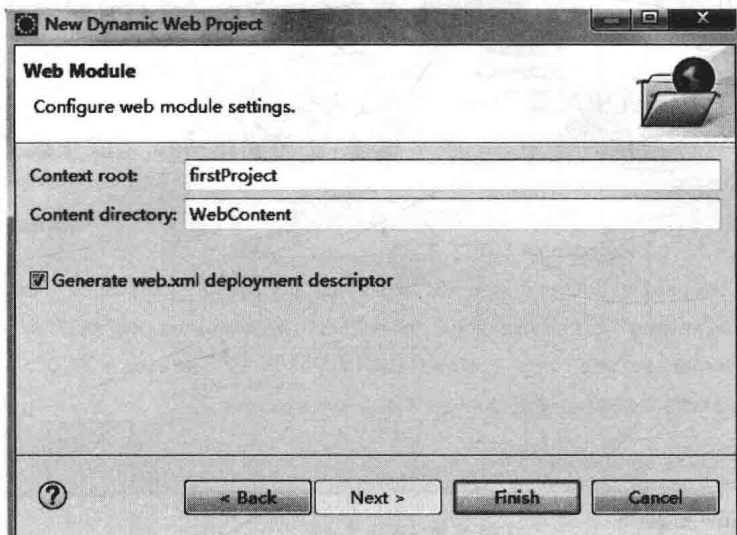 New Dynamic Web Project
Web Module
Configure web module settings.
Context root: firstProject
Content directory: WebContent
Generate web.xml deployment descriptor
? < Back Next > Finish Cancel